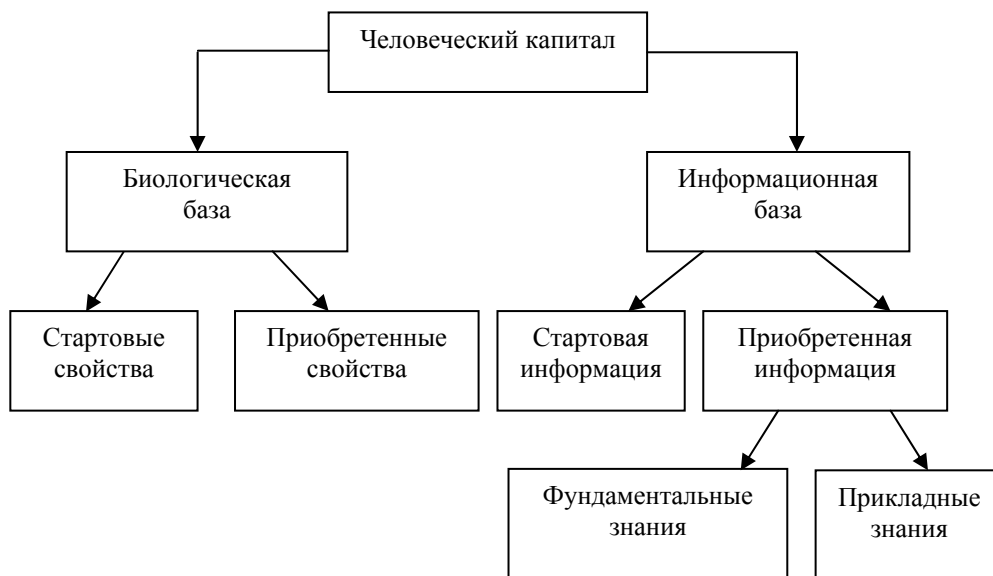 Человеческий капитал
Биологическая
база
Информационная
база
Стартовые
свойства
Приобретенные
свойства
Стартовая
информация
Приобретенная
информация
Фундаментальные
знания
Прикладные
знания